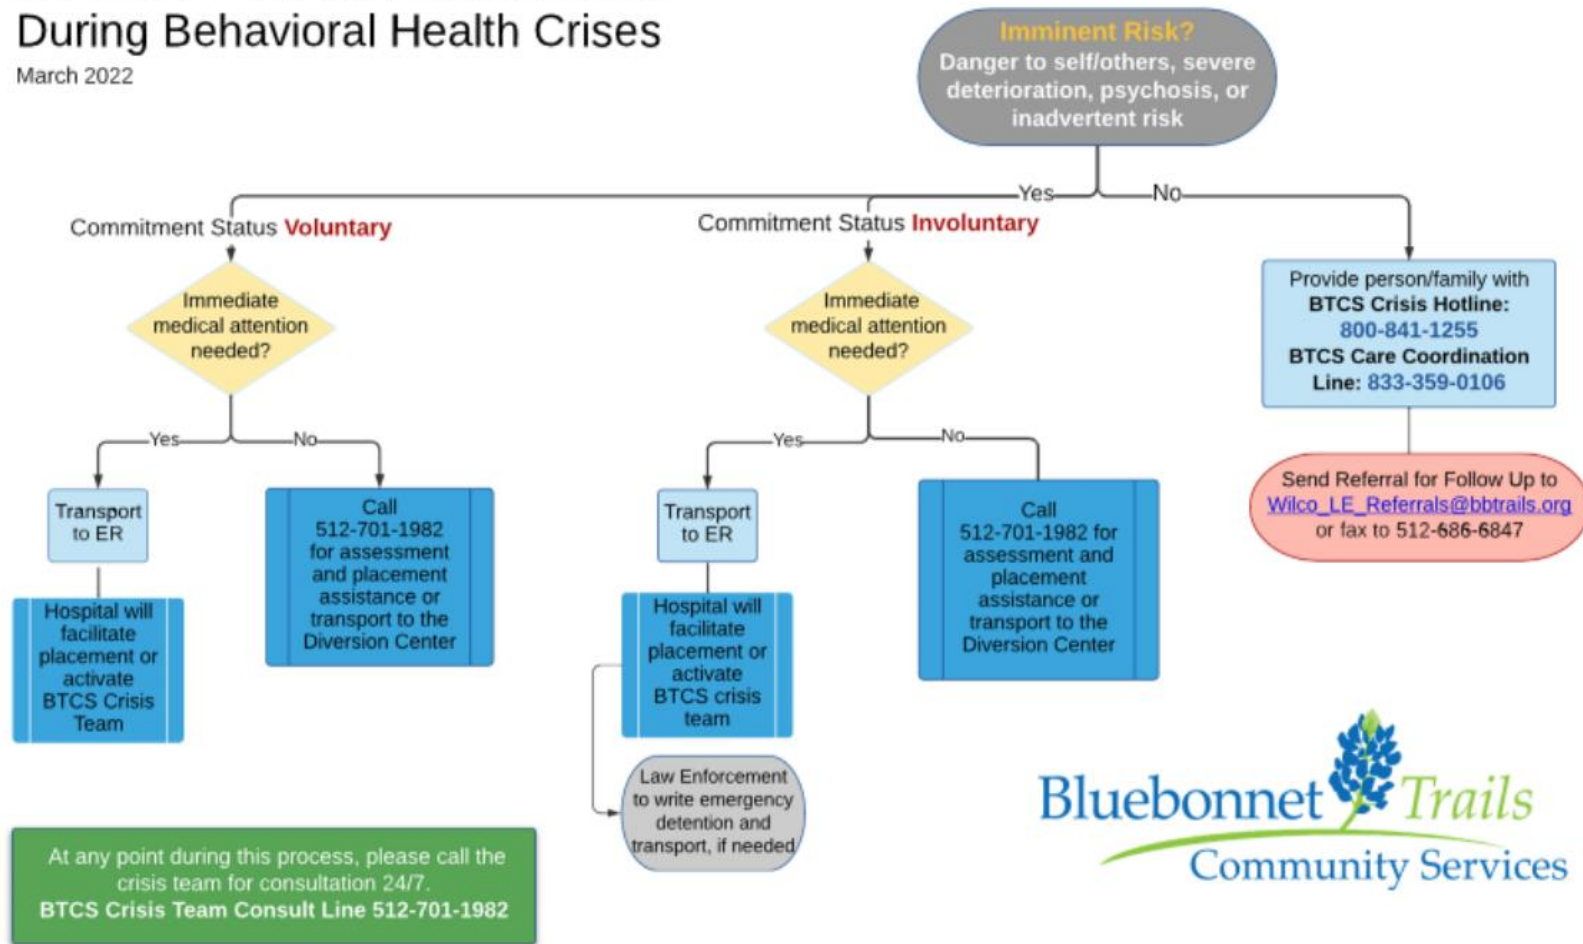 During Behavioral Health Crises
March 2022
Imminent Risk?
Danger to self/others, severe
deterioration, psychosis, or
inadvertent risk
Yes
No
Commitment Status Voluntary
Commitment Status Involuntary
Immediate
medical attention
needed?
Immediate
medical attention
needed?
Provide person/family with
BTCS Crisis Hotline:
800-841-1255
BTCS Care Coordination
Line: 833-359-0106
Yes
No
Yes
No
Transport
to ER
Call
512-701-1982
for assessment
and placement
assistance or
transport to the
Diversion Center
Transport
to ER
Call
512-701-1982 for
assessment and
placement
assistance or
transport to the
Diversion Center
Send Referral for Follow Up to
Wilco_LE_Referrals@bbtrails.org
or fax to 512-686-6847
Hospital will
facilitate
placement or
activate
BTCS Crisis
Team
Hospital will
facilitate
placement or
activate
BTCS crisis
team
Law Enforcement
to write emergency
detention and
transport, if needed
At any point during this process, please call the
crisis team for consultation 24/7.
BTCS Crisis Team Consult Line 512-701-1982
Bluebonnet Trails
Community Services